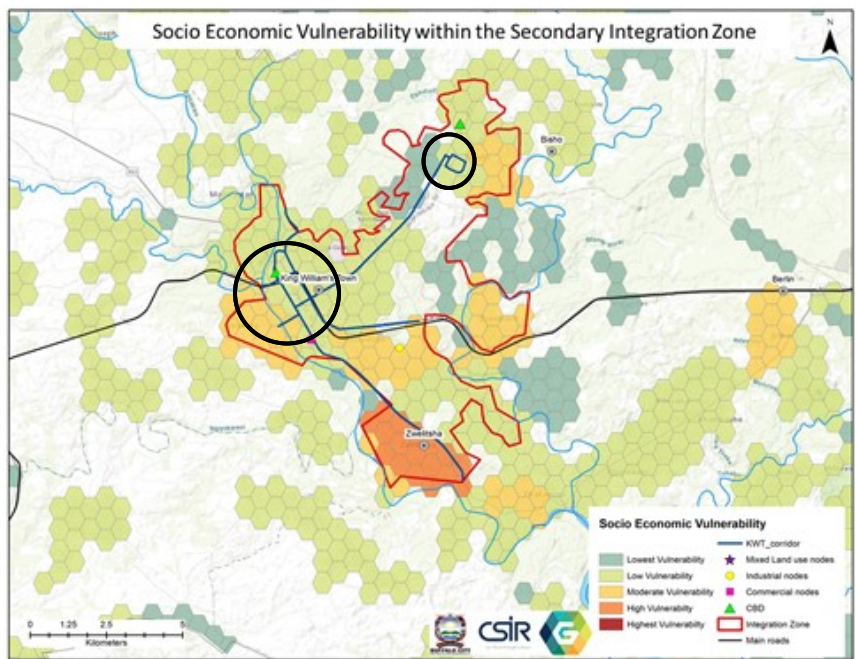 Socio Economic Vulnerability within the Secondary Integration Zone
N
Bisho
King William's Town
Berlin
Zwelitsha
Socio Economic Vulnerability
Lowest Vulnerability
Low Vulnerability
Moderate Vulnerability
High Vulnerability
Highest Vulnerability
KWT_corridor
Mixed Land use nodes
Industrial nodes
Commercial nodes
CBD
Integration Zone
Main roads
0 1.25 2.5 5
Kilometers
BUFFALO CITY
CSIR
G